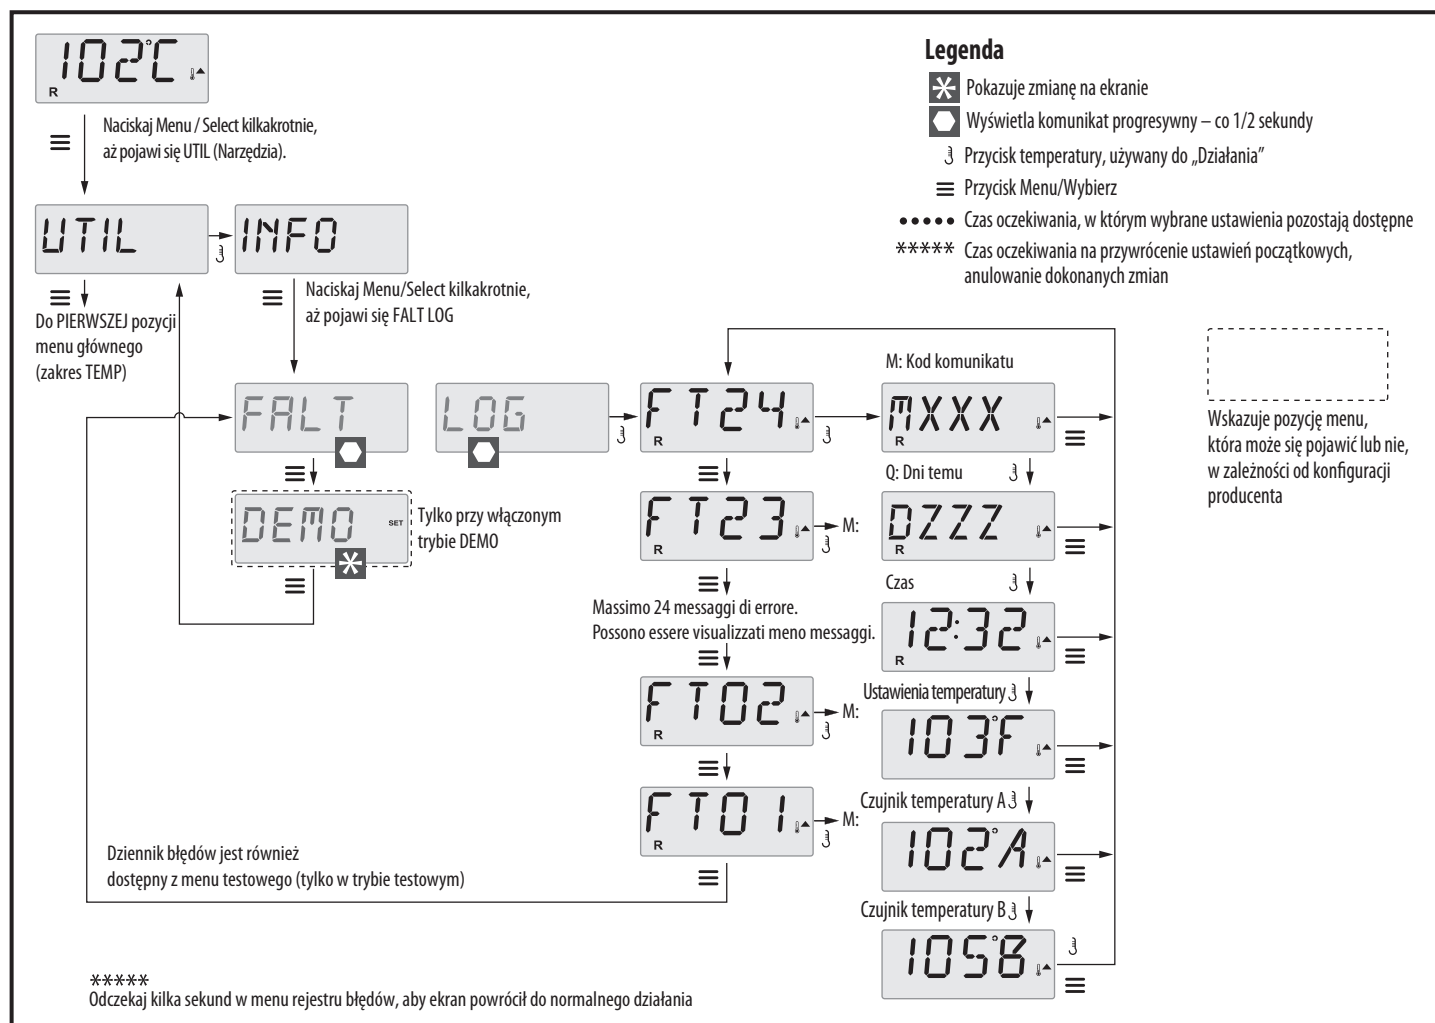 102°C
R
Naciskaj Menu / Select kilkakrotnie,
aż pojawi się UTIL (Narzędzia).
Legenda
Pokazuje zmianę na ekranie
Wyświetla komunikat progresywny – co 1/2 sekundy
Przycisk temperatury, używany do „Działania”
Przycisk Menu/Wybierz
••••• Czas oczekiwania, w którym wybrane ustawienia pozostają dostępne
***** Czas oczekiwania na przywrócenie ustawień początkowych,
anulowanie dokonanych zmian
UTIL
INFO
Do PIERWSZEJ pozycji
menu głównego
(zakres TEMP)
Naciskaj Menu/Select kilkakrotnie,
aż pojawi się FALT LOG
FALT
LOG
DEMO
SET
Tylko przy włączonym
trybie DEMO
FT24
R
FT23
R
M:
Massimo 24 messaggi di errore.
Possono essere visualizzati meno messaggi.
FT02
R
M:
FT01
R
M:
M: Kod komunikatu
MXXX
R
Q: Dni temu
DZZZ
R
Czas
12:32
R
Ustawienia temperatury
103°F
Czujnik temperatury A
102°A
Czujnik temperatury B
105°B
Wskazuje pozycję menu,
która może się pojawić lub nie,
w zależności od konfiguracji
producenta
Dziennik błędów jest również
dostępny z menu testowego (tylko w trybie testowym)
*****
Odczekaj kilka sekund w menu rejestru błędów, aby ekran powrócił do normalnego działania